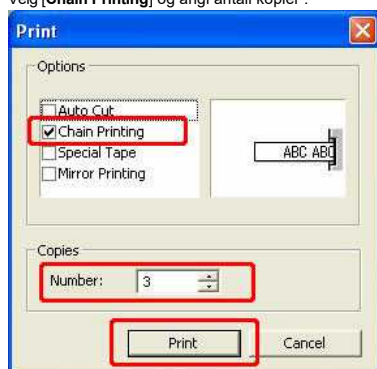 Velg [Chain Printing] og angi antall kopier .
Print
Options
Auto Cut
Chain Printing
Special Tape
Mirror Printing
ABC ABC
Copies
Number: 3
Print Cancel